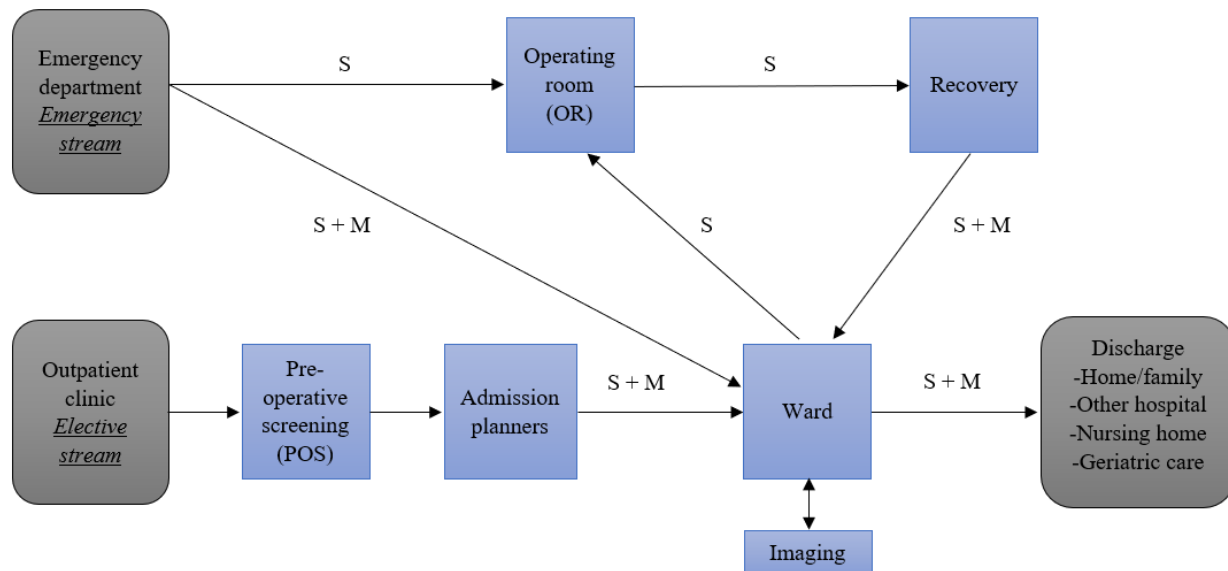 Emergency
department
Emergency
stream
S
Operating
room
(OR)
S
Recovery
S + M
S
S + M
Outpatient
clinic
Elective
stream
Pre-
operative
screening
(POS)
Admission
planners
S + M
Ward
S + M
Discharge
-Home/family
-Other hospital
-Nursing home
-Geriatric care
Imaging